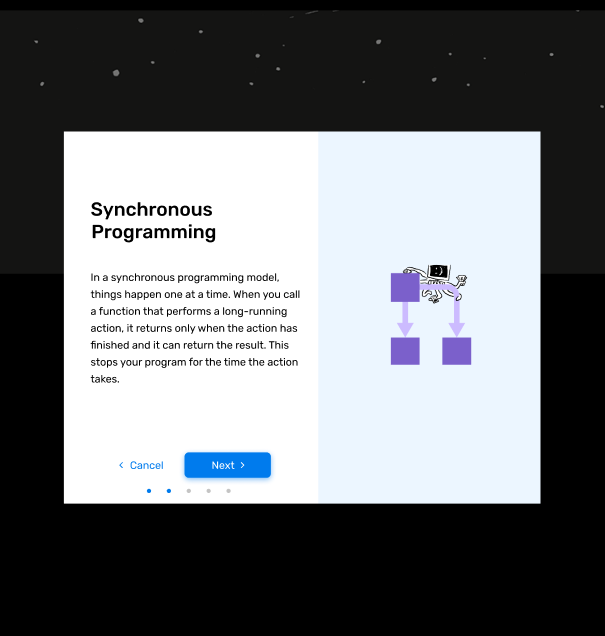 Synchronous
Programming
In a synchronous programming model,
things happen one at a time. When you call
a function that performs a long-running
action, it returns only when the action has
finished and it can return the result. This
stops your program for the time the action
takes.
Cancel
Next